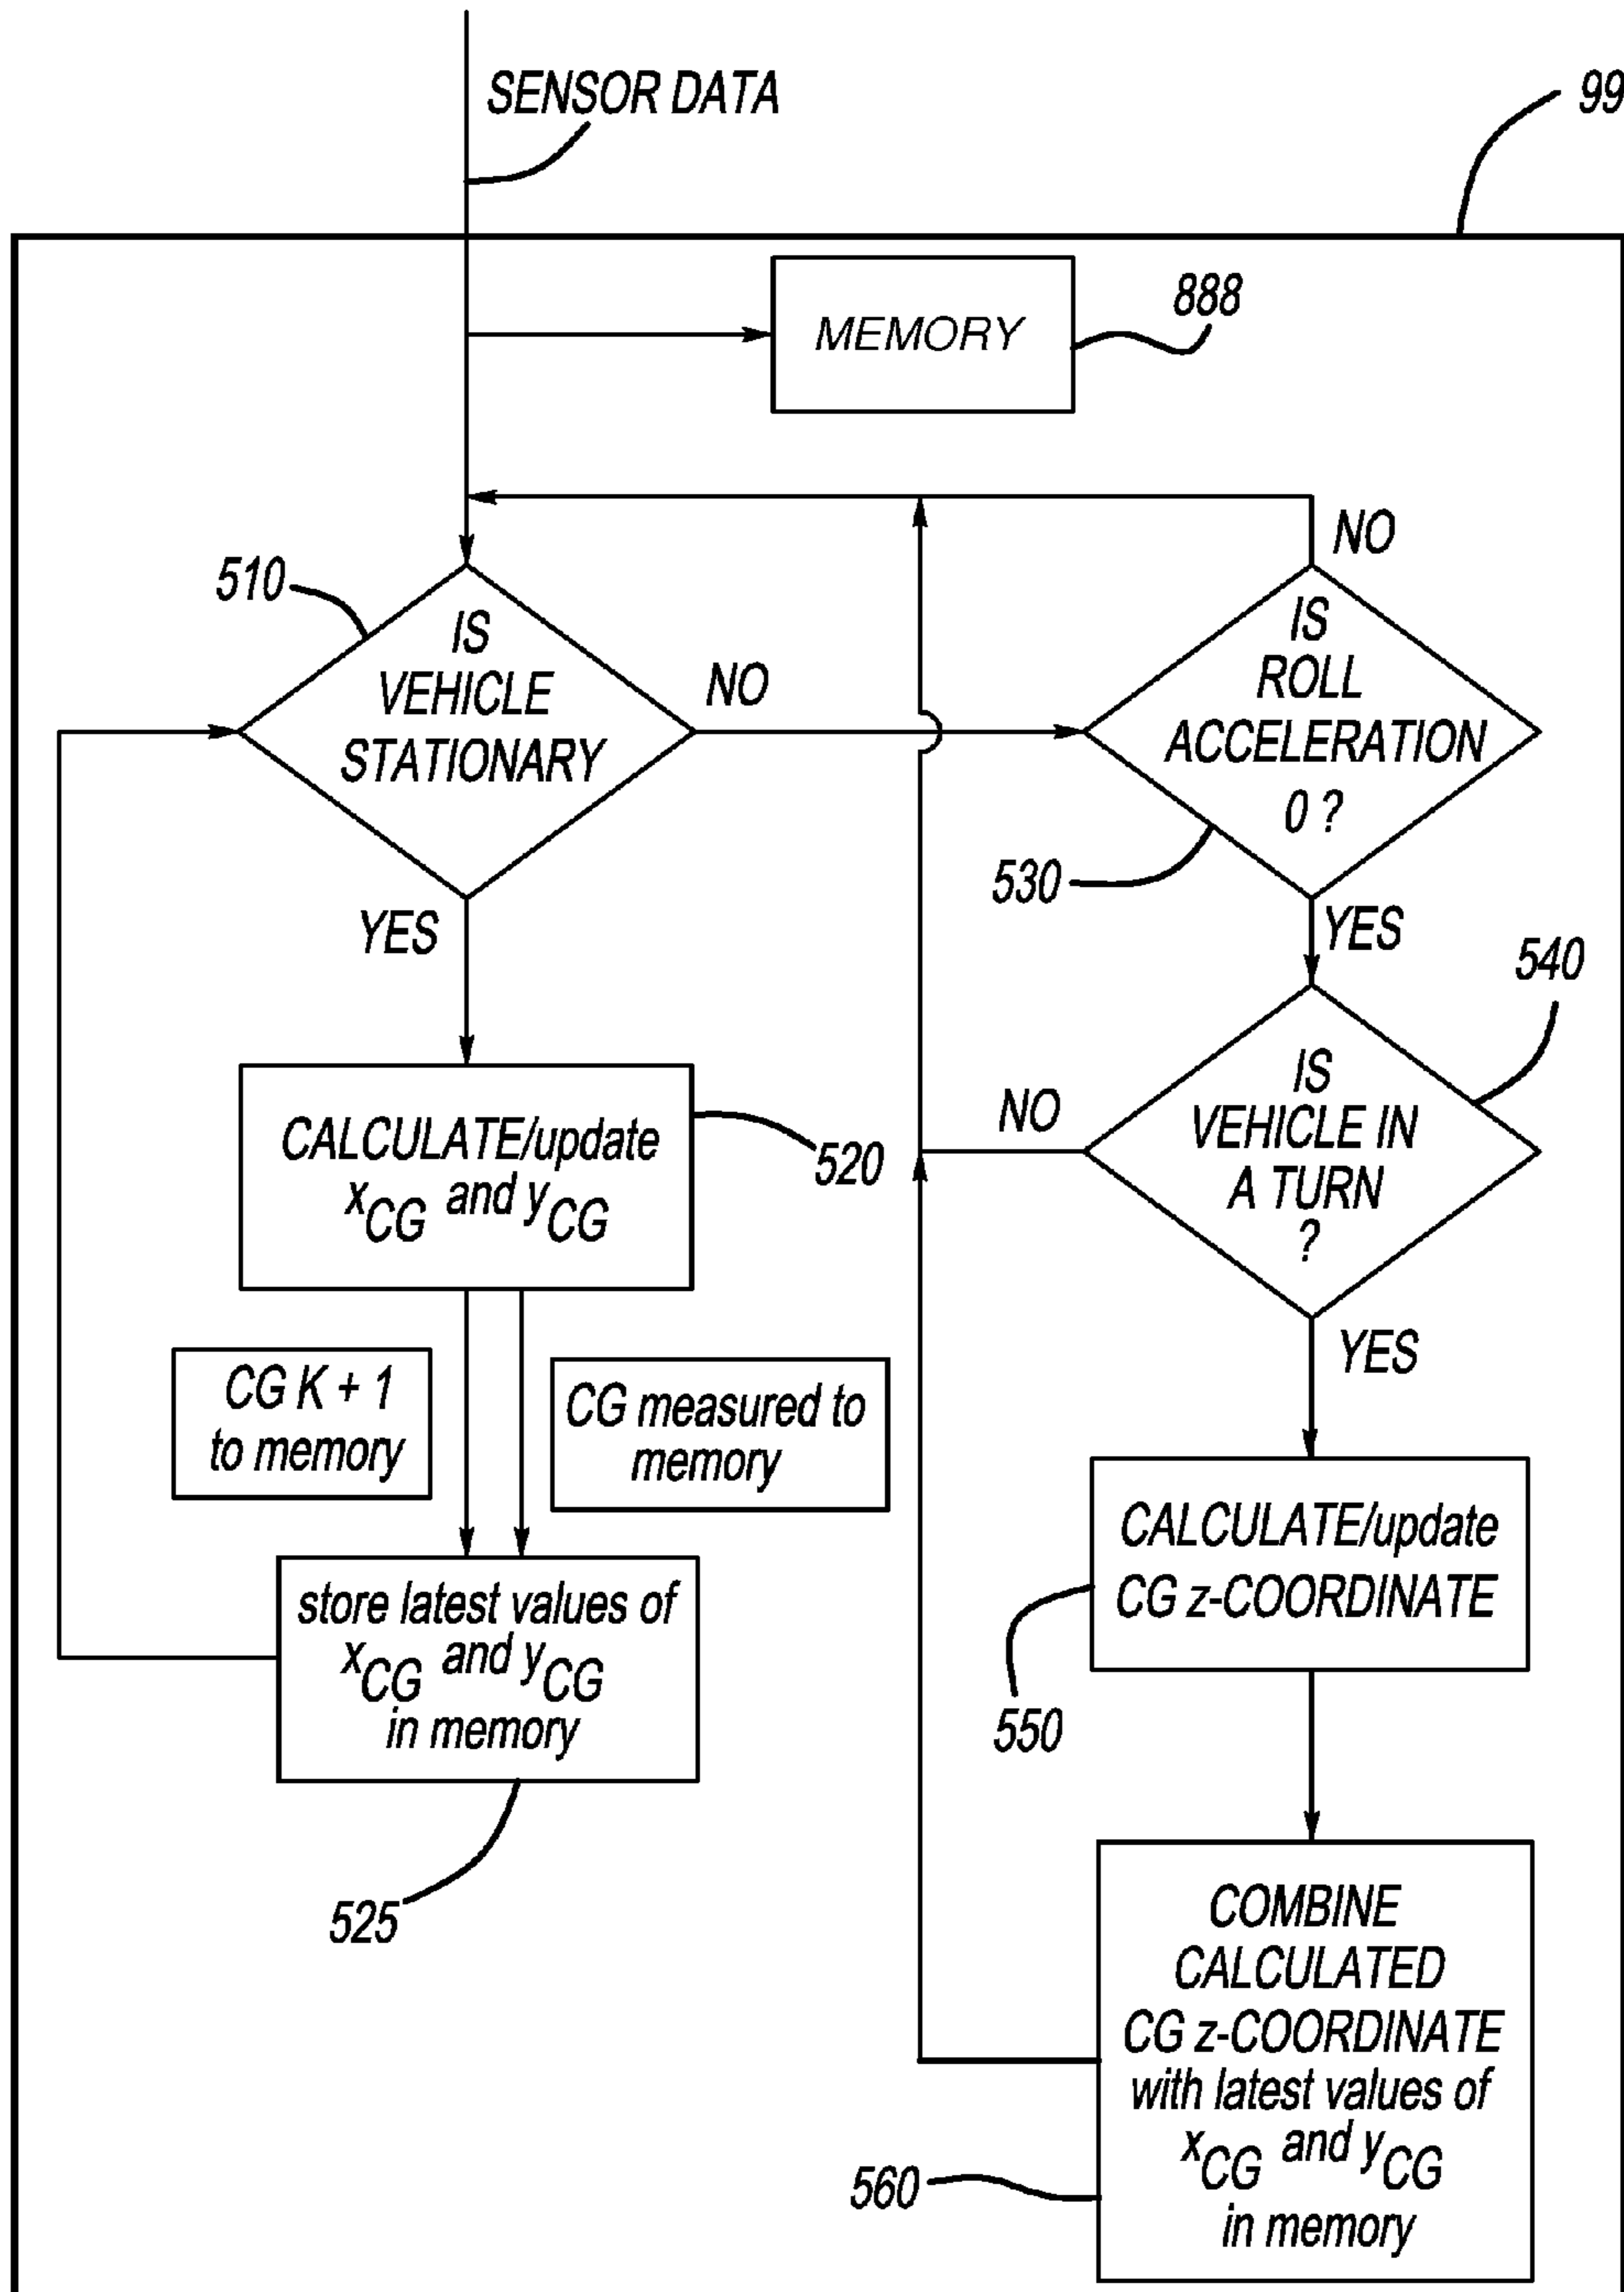 SENSOR DATA
99
MEMORY
888
510
IS
VEHICLE
STATIONARY
NO
IS
ROLL
ACCELERATION
0 ?
NO
530
YES
YES
540
IS
VEHICLE IN
A TURN
?
NO
YES
CALCULATE/update
xCG and yCG
520
CG K + 1
to memory
CG measured to
memory
CALCULATE/update
CG z-COORDINATE
550
store latest values of
xCG and yCG
in memory
525
COMBINE
CALCULATED
CG z-COORDINATE
with latest values of
xCG and yCG
in memory
560